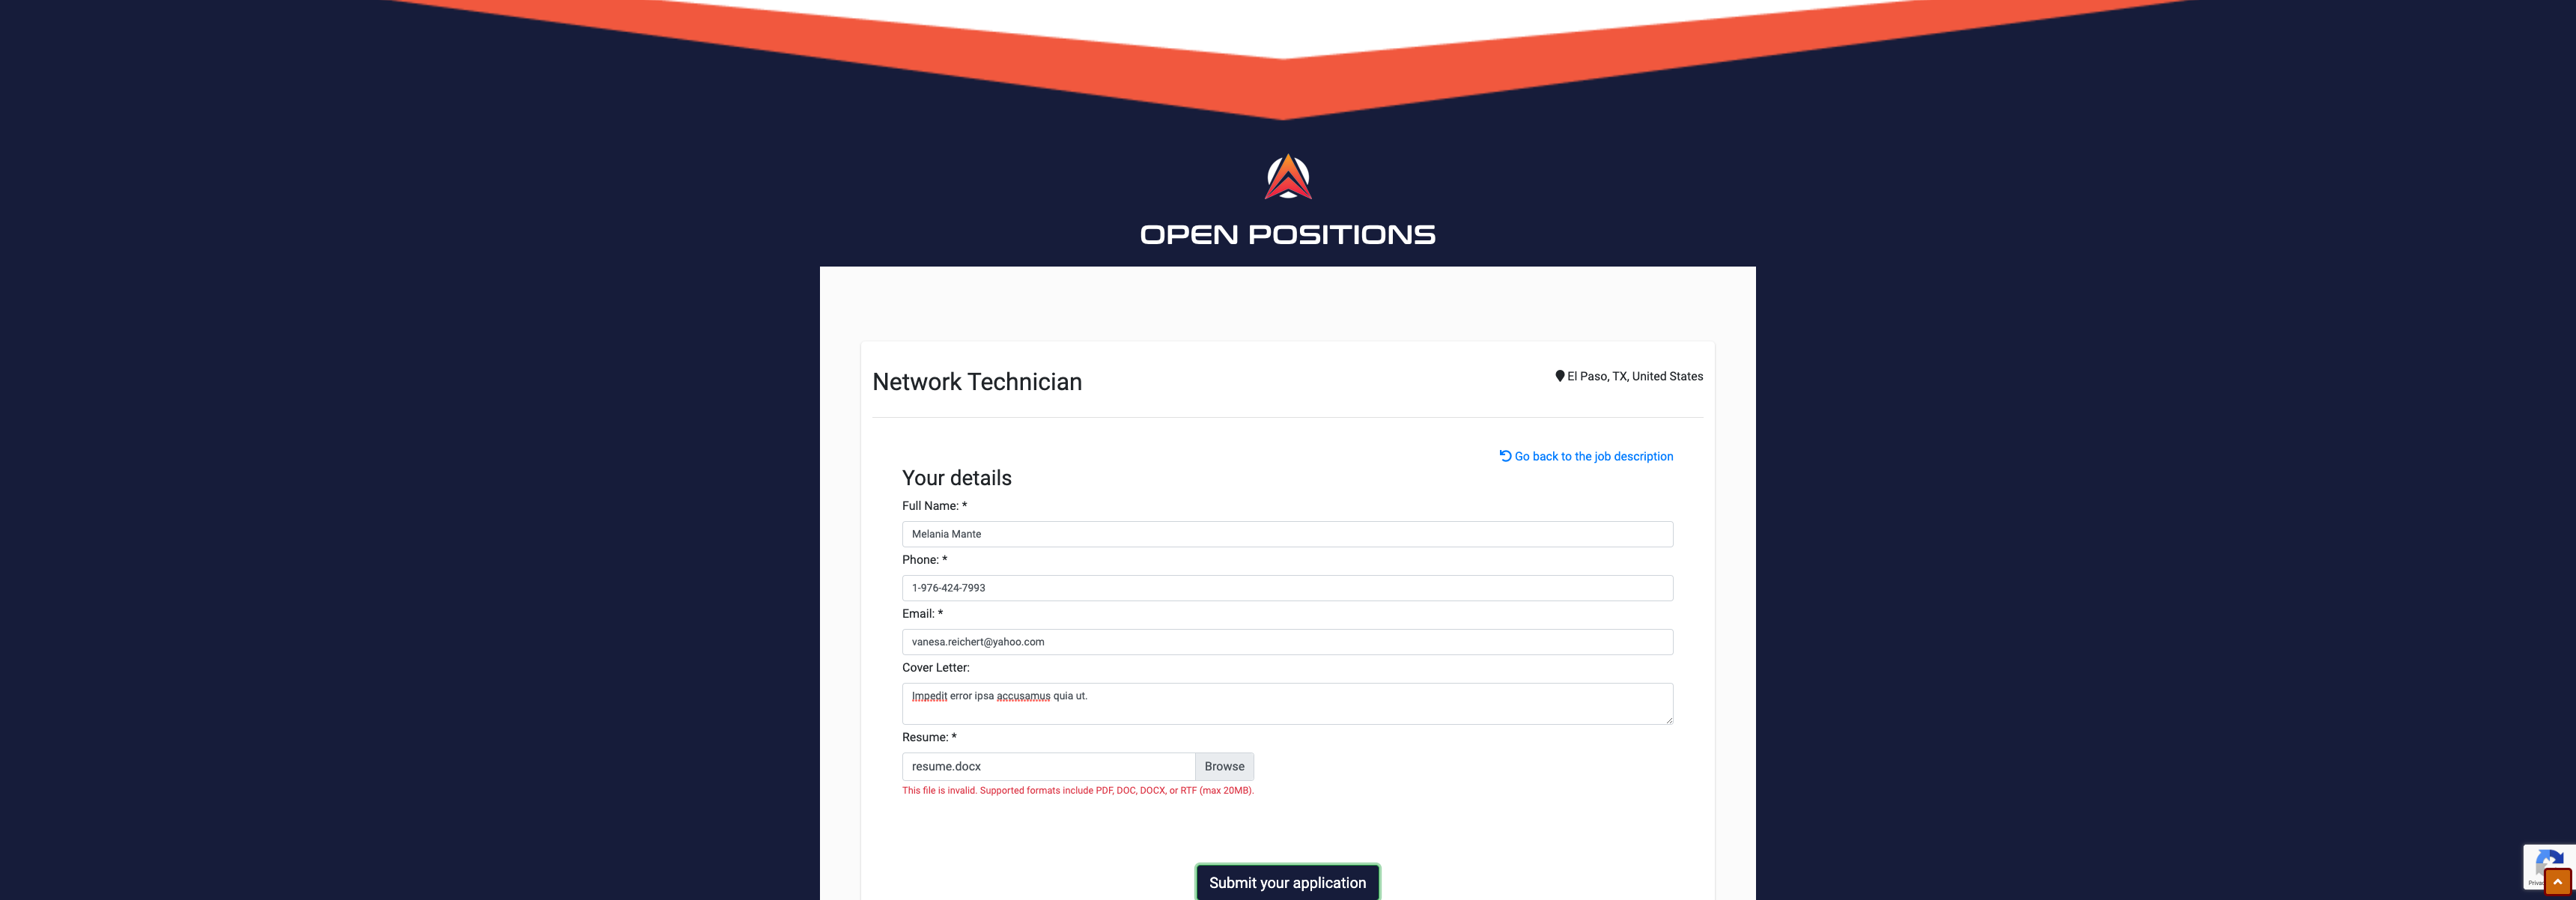 OPEN POSITIONS
Network Technician
El Paso, TX, United States
Go back to the job description
Your details
Full Name: *
Melania Mante
Phone: *
1-976-424-7993
Email: *
vanesa.reichert@yahoo.com
Cover Letter:
Impedit error ipsa accusamus quia ut.
Resume: *
resume.docx
Browse
This file is invalid. Supported formats include PDF, DOC, DOCX, or RTF (max 20MB).
Submit your application